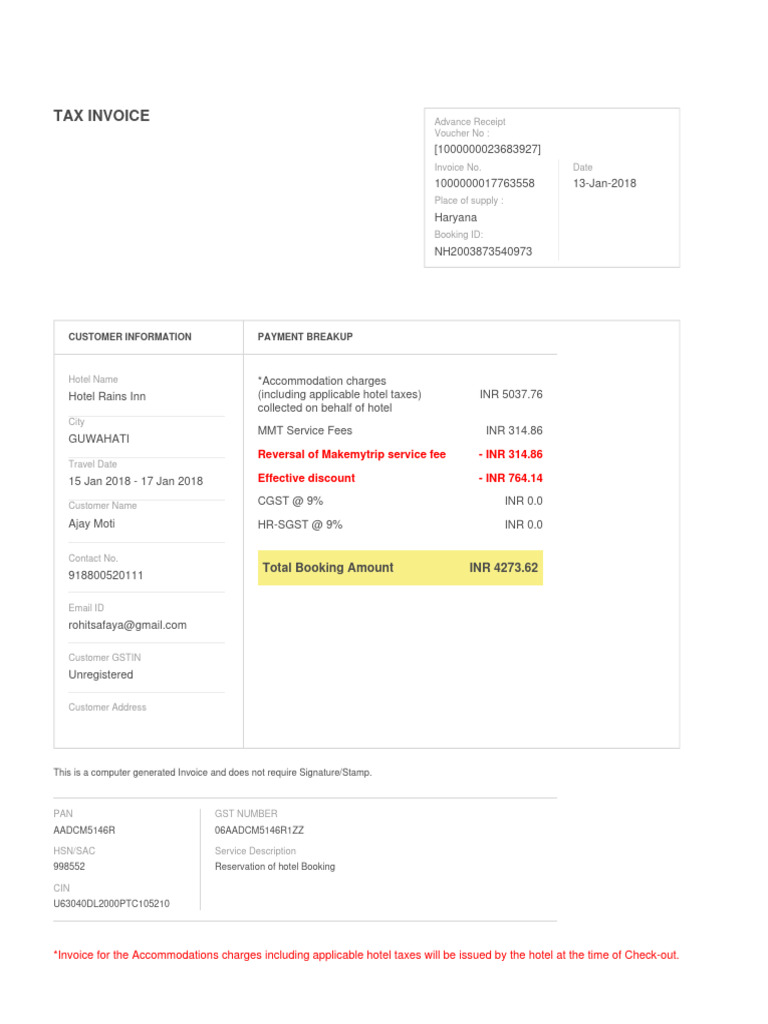 TAX INVOICE
Advance Receipt
Voucher No :
[1000000023683927]
Invoice No.
Date
1000000017763558
13-Jan-2018
Place of supply :
Haryana
Booking ID:
NH2003873540973
CUSTOMER INFORMATION
PAYMENT BREAKUP
Hotel Name
Hotel Rains Inn
City
GUWAHATI
Travel Date
15 Jan 2018 - 17 Jan 2018
Customer Name
Ajay Moti
Contact No.
918800520111
Email ID
rohitsafaya@gmail.com
Customer GSTIN
Unregistered
Customer Address
*Accommodation charges
(including applicable hotel taxes) INR 5037.76
collected on behalf of hotel
MMT Service Fees INR 314.86
Reversal of Makemytrip service fee - INR 314.86
Effective discount - INR 764.14
CGST @ 9% INR 0.0
HR-SGST @ 9% INR 0.0
Total Booking Amount INR 4273.62
This is a computer generated Invoice and does not require Signature/Stamp.
PAN
AADCM5146R
HSN/SAC
998552
CIN
U63040DL2000PTC105210
GST NUMBER
06AADCM5146R1ZZ
Service Description
Reservation of hotel Booking
*Invoice for the Accommodations charges including applicable hotel taxes will be issued by the hotel at the time of Check-out.